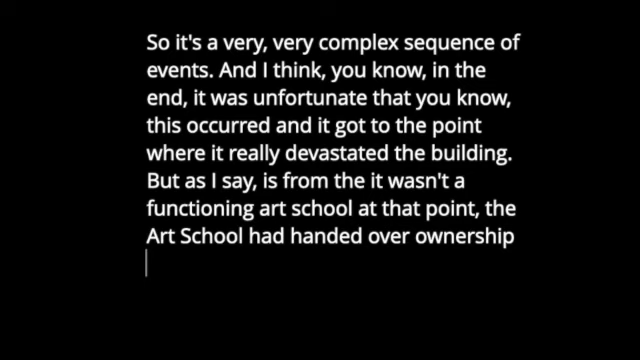 So it's a very, very complex sequence of
events. And I think, you know, in the
end, it was unfortunate that you know,
this occurred and it got to the point
where it really devastated the building.
But as I say, is from the it wasn't a
functioning art school at that point, the
Art School had handed over ownership